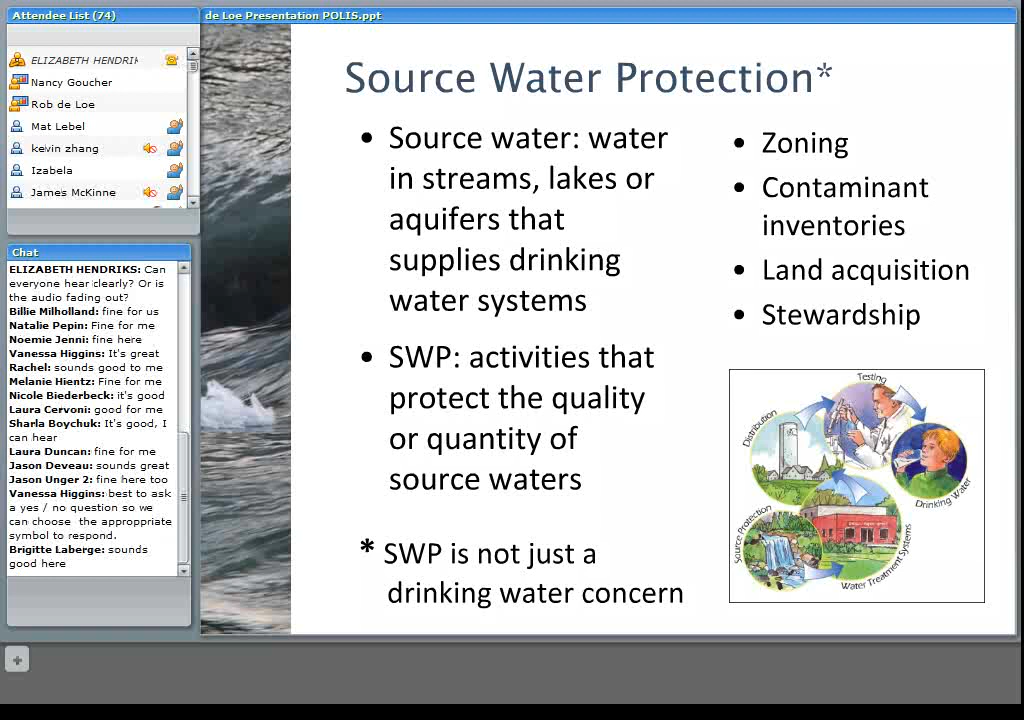 Attendee List (74)
ELIZABETH HENDRIK
Nancy Goucher
Rob de Loe
Mat Lebel
kevin zhang
Izabela
James McKinne
Chat
ELIZABETH HENDRIKS: Can
everyone hear clearly? Or is
the audio fading out?
Billie Milholland: fine for us
Natalie Pepin: Fine for me
Noemie Jenni: fine here
Vanessa Higgins: It's great
Rachel: sounds good to me
Melanie Hientz: Fine for me
Nicole Biederbeck: it's good
Laura Cervoni: good for me
Sharla Boychuk: It's good, I
can hear
Laura Duncan: fine for me
Jason Deveau: sounds great
Jason Unger 2: fine here too
Vanessa Higgins: best to ask
a yes / no question so we
can choose the approppriate
symbol to respond.
Brigitte Laberge: sounds
good here
de Loe Presentation POLIS.ppt
Source Water Protection*
• Source water: water
in streams, lakes or
aquifers that
supplies drinking
water systems
• SWP: activities that
protect the quality
or quantity of
source waters
* SWP is not just a
drinking water concern
• Zoning
• Contaminant
inventories
• Land acquisition
• Stewardship
Testing
Distribution
Drinking Water
Source Protection
Water Treatment Systems